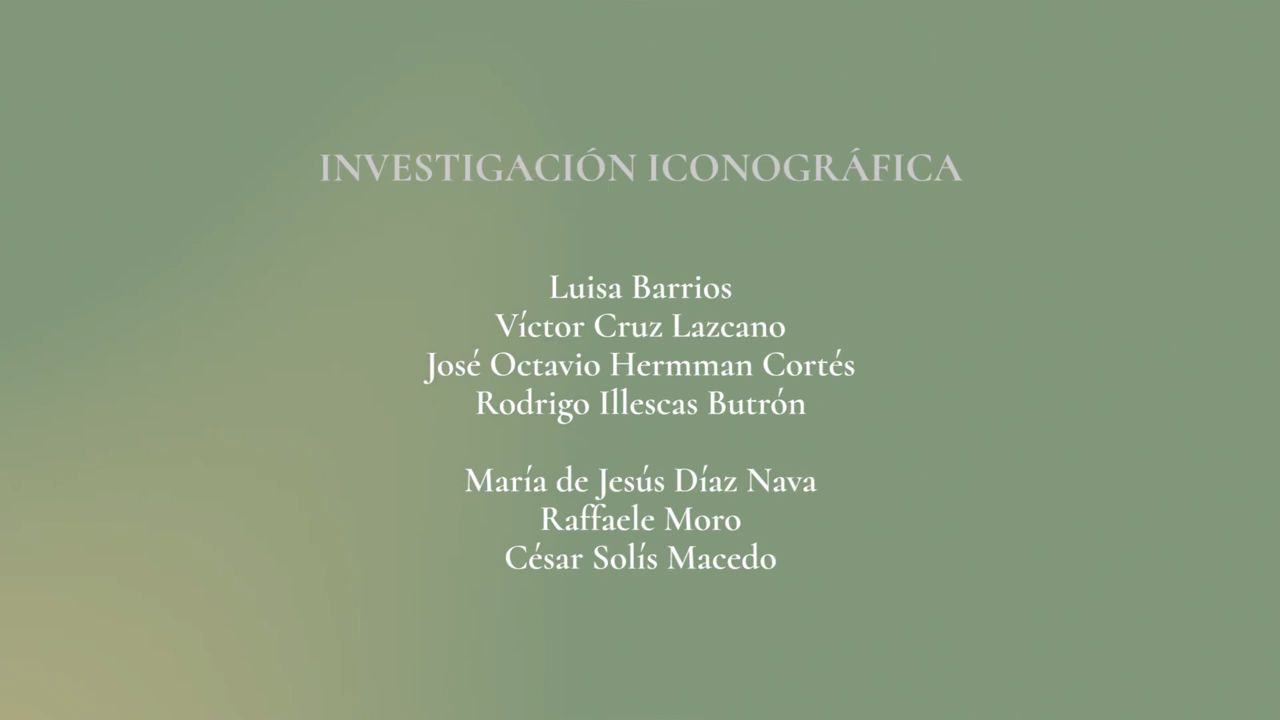 INVESTIGACIÓN ICONOGRÁFICA
Luisa Barrios
Víctor Cruz Lazcano
José Octavio Hermman Cortés
Rodrigo Illescas Butrón
María de Jesús Díaz Nava
Raffaele Moro
César Solís Macedo